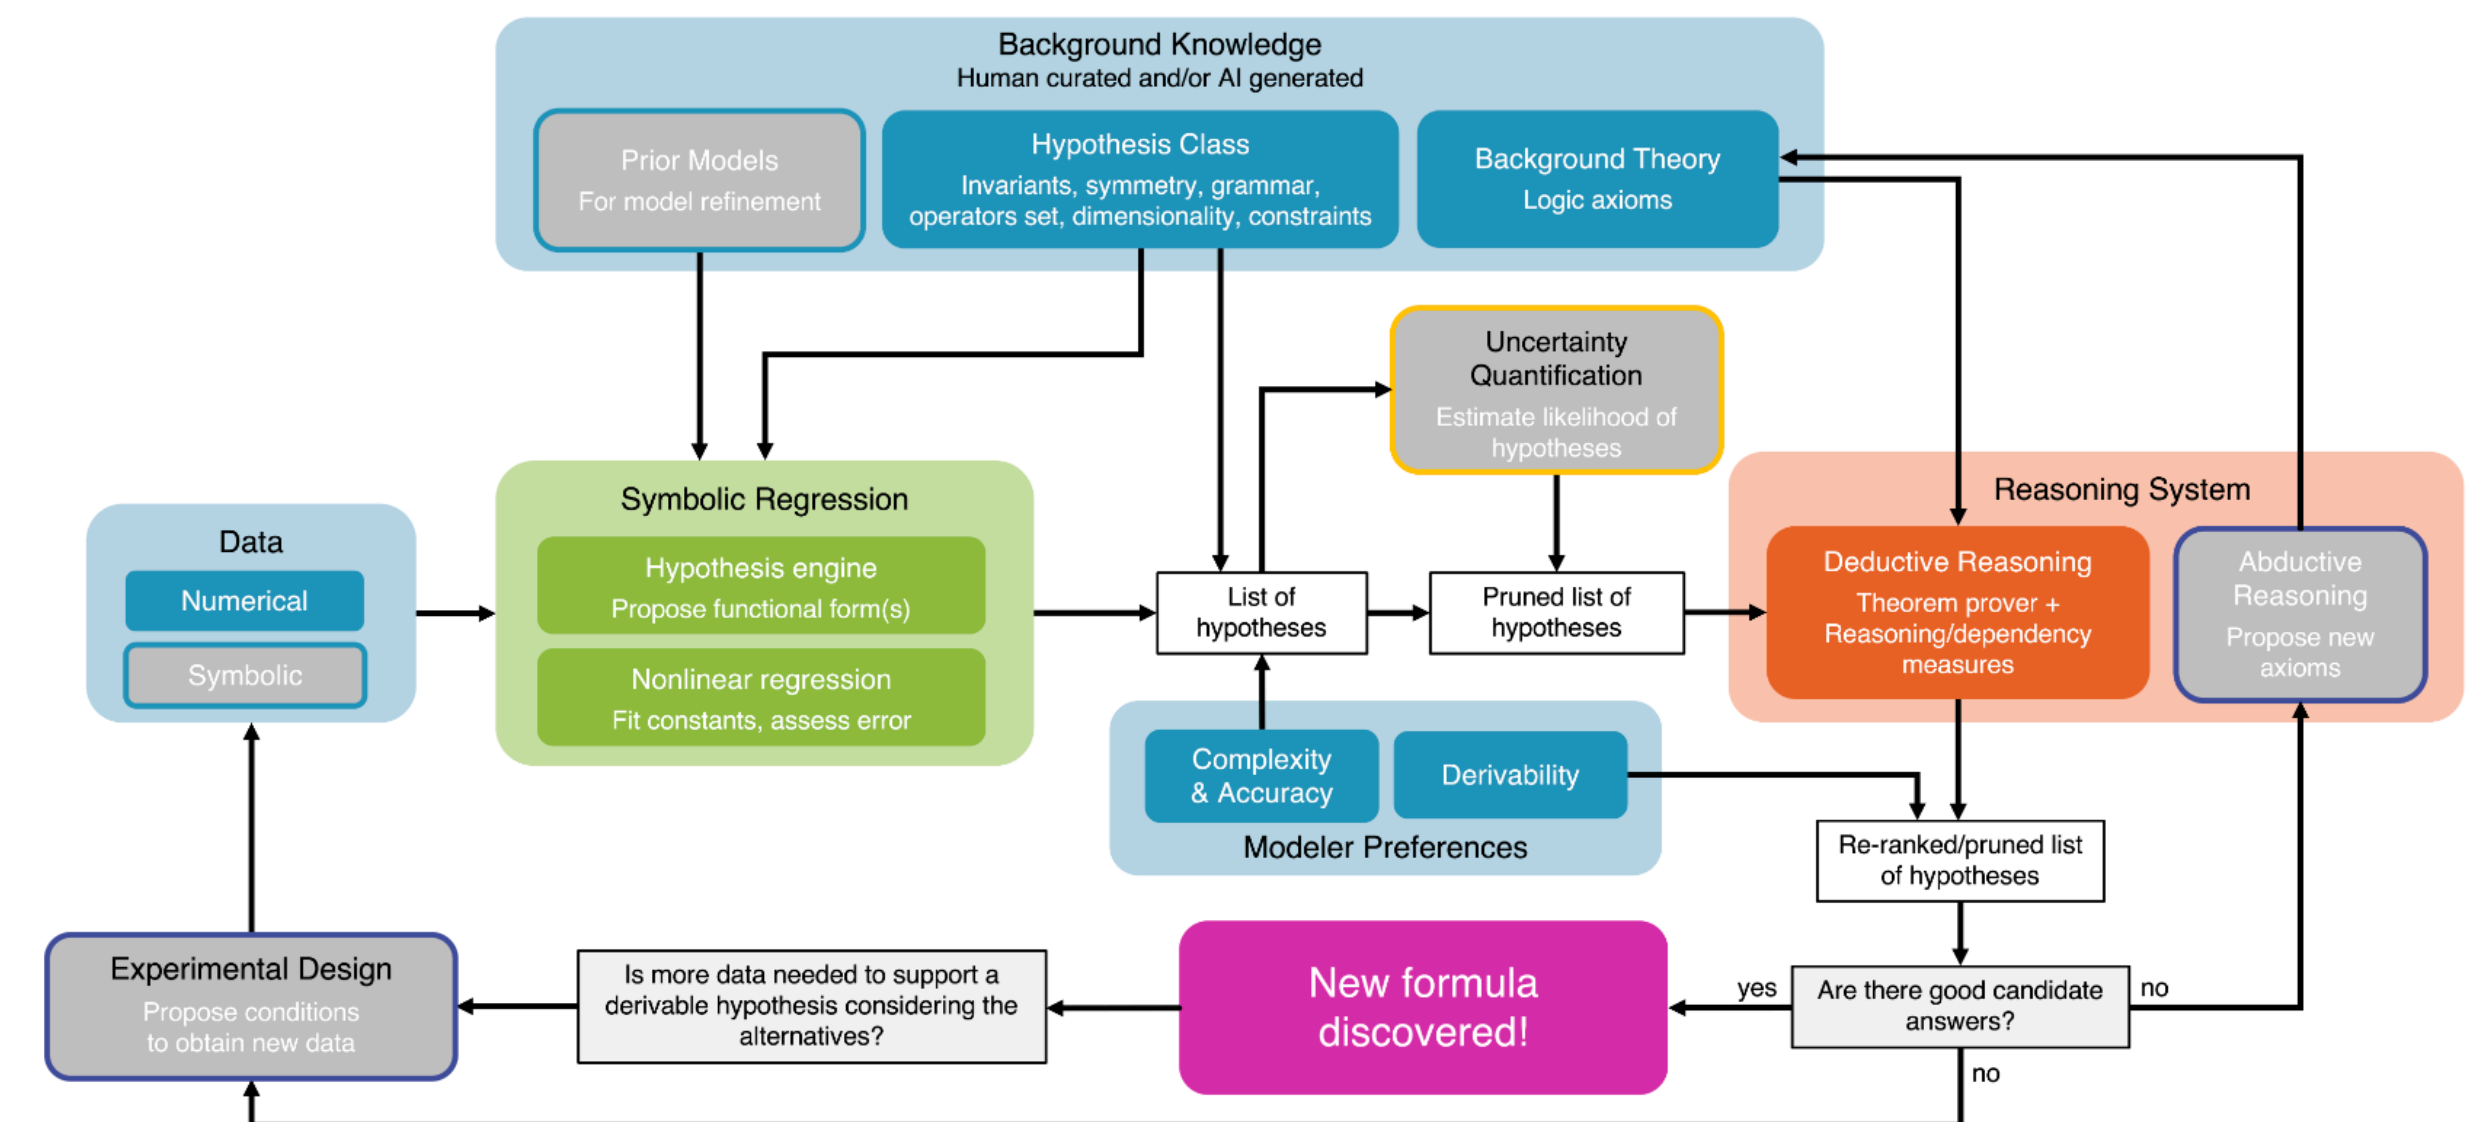 Background Knowledge
Human curated and/or AI generated
Prior Models
For model refinement
Hypothesis Class
Invariants, symmetry, grammar,
operators set, dimensionality, constraints
Background Theory
Logic axioms
Uncertainty
Quantification
Estimate likelihood of
hypotheses
Data
Numerical
Symbolic
Symbolic Regression
Hypothesis engine
Propose functional form(s)
Nonlinear regression
Fit constants, assess error
List of
hypotheses
Pruned list of
hypotheses
Reasoning System
Deductive Reasoning
Theorem prover +
Reasoning/dependency
measures
Abductive
Reasoning
Propose new
axioms
Complexity
& Accuracy
Derivability
Modeler Preferences
Re-ranked/pruned list
of hypotheses
Experimental Design
Propose conditions
to obtain new data
Is more data needed to support a
derivable hypothesis considering the
alternatives?
New formula
discovered!
yes
Are there good candidate
answers?
no
no